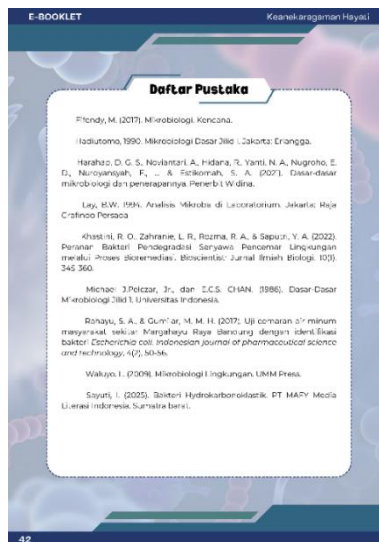 E-BOOKLET
Keanekaragaman Hayati
Daftar Pustaka
Effendy, M. (2017). Mikrobiologi. Kencana.
Hadiutomo, 1990. Mikrobiologi Dasar Jilid I. Jakarta: Erlangga.
Harahap, D. G. S., Noviantari, A., Hidana, R., Yanti, N. A., Nugroho, E.
D., Nurdyansyah, F., ... & Estikomah, S. A. (2021). Dasar-dasar
mikrobiologi dan penerapannya. Penerbit Widina.
Lay, B.W. 1994. Analisis Mikroba di Laboratorium. Jakarta: Raja
Grafindo Persada
Khastini, R. O., Zahranie, L. R., Rozma, R. A., & Saputri, Y. A. (2022).
Peranan Bakteri Pendegradasi Senyawa Pencemar Lingkungan
melalui Proses Bioremediasi. Bioscientist: Jurnal Ilmiah Biologi, 10(1),
345-360.
Michael J.Pelczar, Jr., dan E.C.S. CHAN. (1986). Dasar-Dasar
Mikrobiologi Jilid 1, Universitas Indonesia.
Rahayu, S. A., & Gumilar, M. M. H. (2017). Uji cemaran air minum
masyarakat sekitar Margahayu Raya Bandung dengan identifikasi
bakteri Escherichia coli. Indonesian journal of pharmaceutical science
and technology, 4(2), 50-56.
Waluyo, L. (2009). Mikrobiologi Lingkungan. UMM Press.
Sayuti, I. (2025). Bakteri Hydrokarbonoklastik. PT MAFY Media
Literasi Indonesia. Sumatra barat.
42